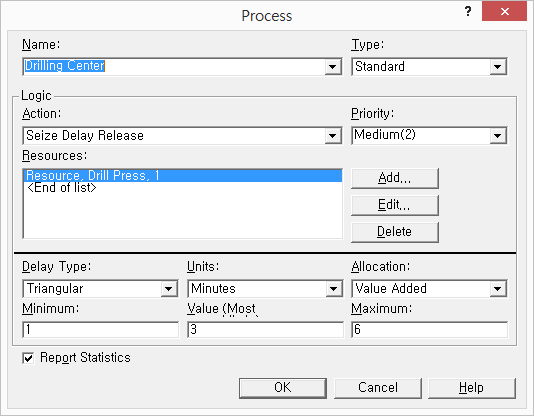 Process
?
Name:
Type:
Drilling Center
Standard
Logic
Action:
Priority:
Seize Delay Release
Medium(2)
Resources:
Resource, Drill Press, 1
<End of list>
Add...
Edit...
Delete
Delay Type:
Units:
Allocation:
Triangular
Minutes
Value Added
Minimum:
Value (Most
Maximum:
1
3
6
Report Statistics
OK
Cancel
Help